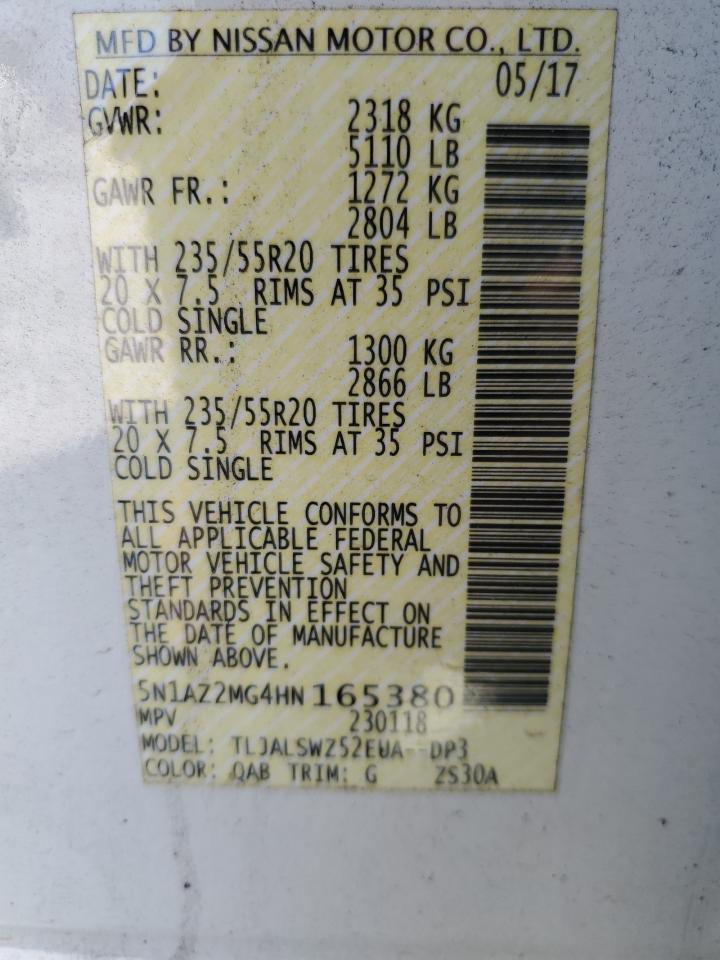 MFD BY NISSAN MOTOR CO., LTD.
DATE: 05/17
GVWR: 2318 KG
5110 LB
GAWR FR.: 1272 KG
2804 LB
WITH 235/55R20 TIRES
20 X 7.5 RIMS AT 35 PSI
COLD SINGLE
GAWR RR.: 1300 KG
2866 LB
WITH 235/55R20 TIRES
20 X 7.5 RIMS AT 35 PSI
COLD SINGLE
THIS VEHICLE CONFORMS TO
ALL APPLICABLE FEDERAL
MOTOR VEHICLE SAFETY AND
THEFT PREVENTION
STANDARDS IN EFFECT ON
THE DATE OF MANUFACTURE
SHOWN ABOVE.
5N1AZ2MG4HN165380
MPV 230118
MODEL: TLJALSWZ52EUA--DP3
COLOR: QAB TRIM: G ZS30A